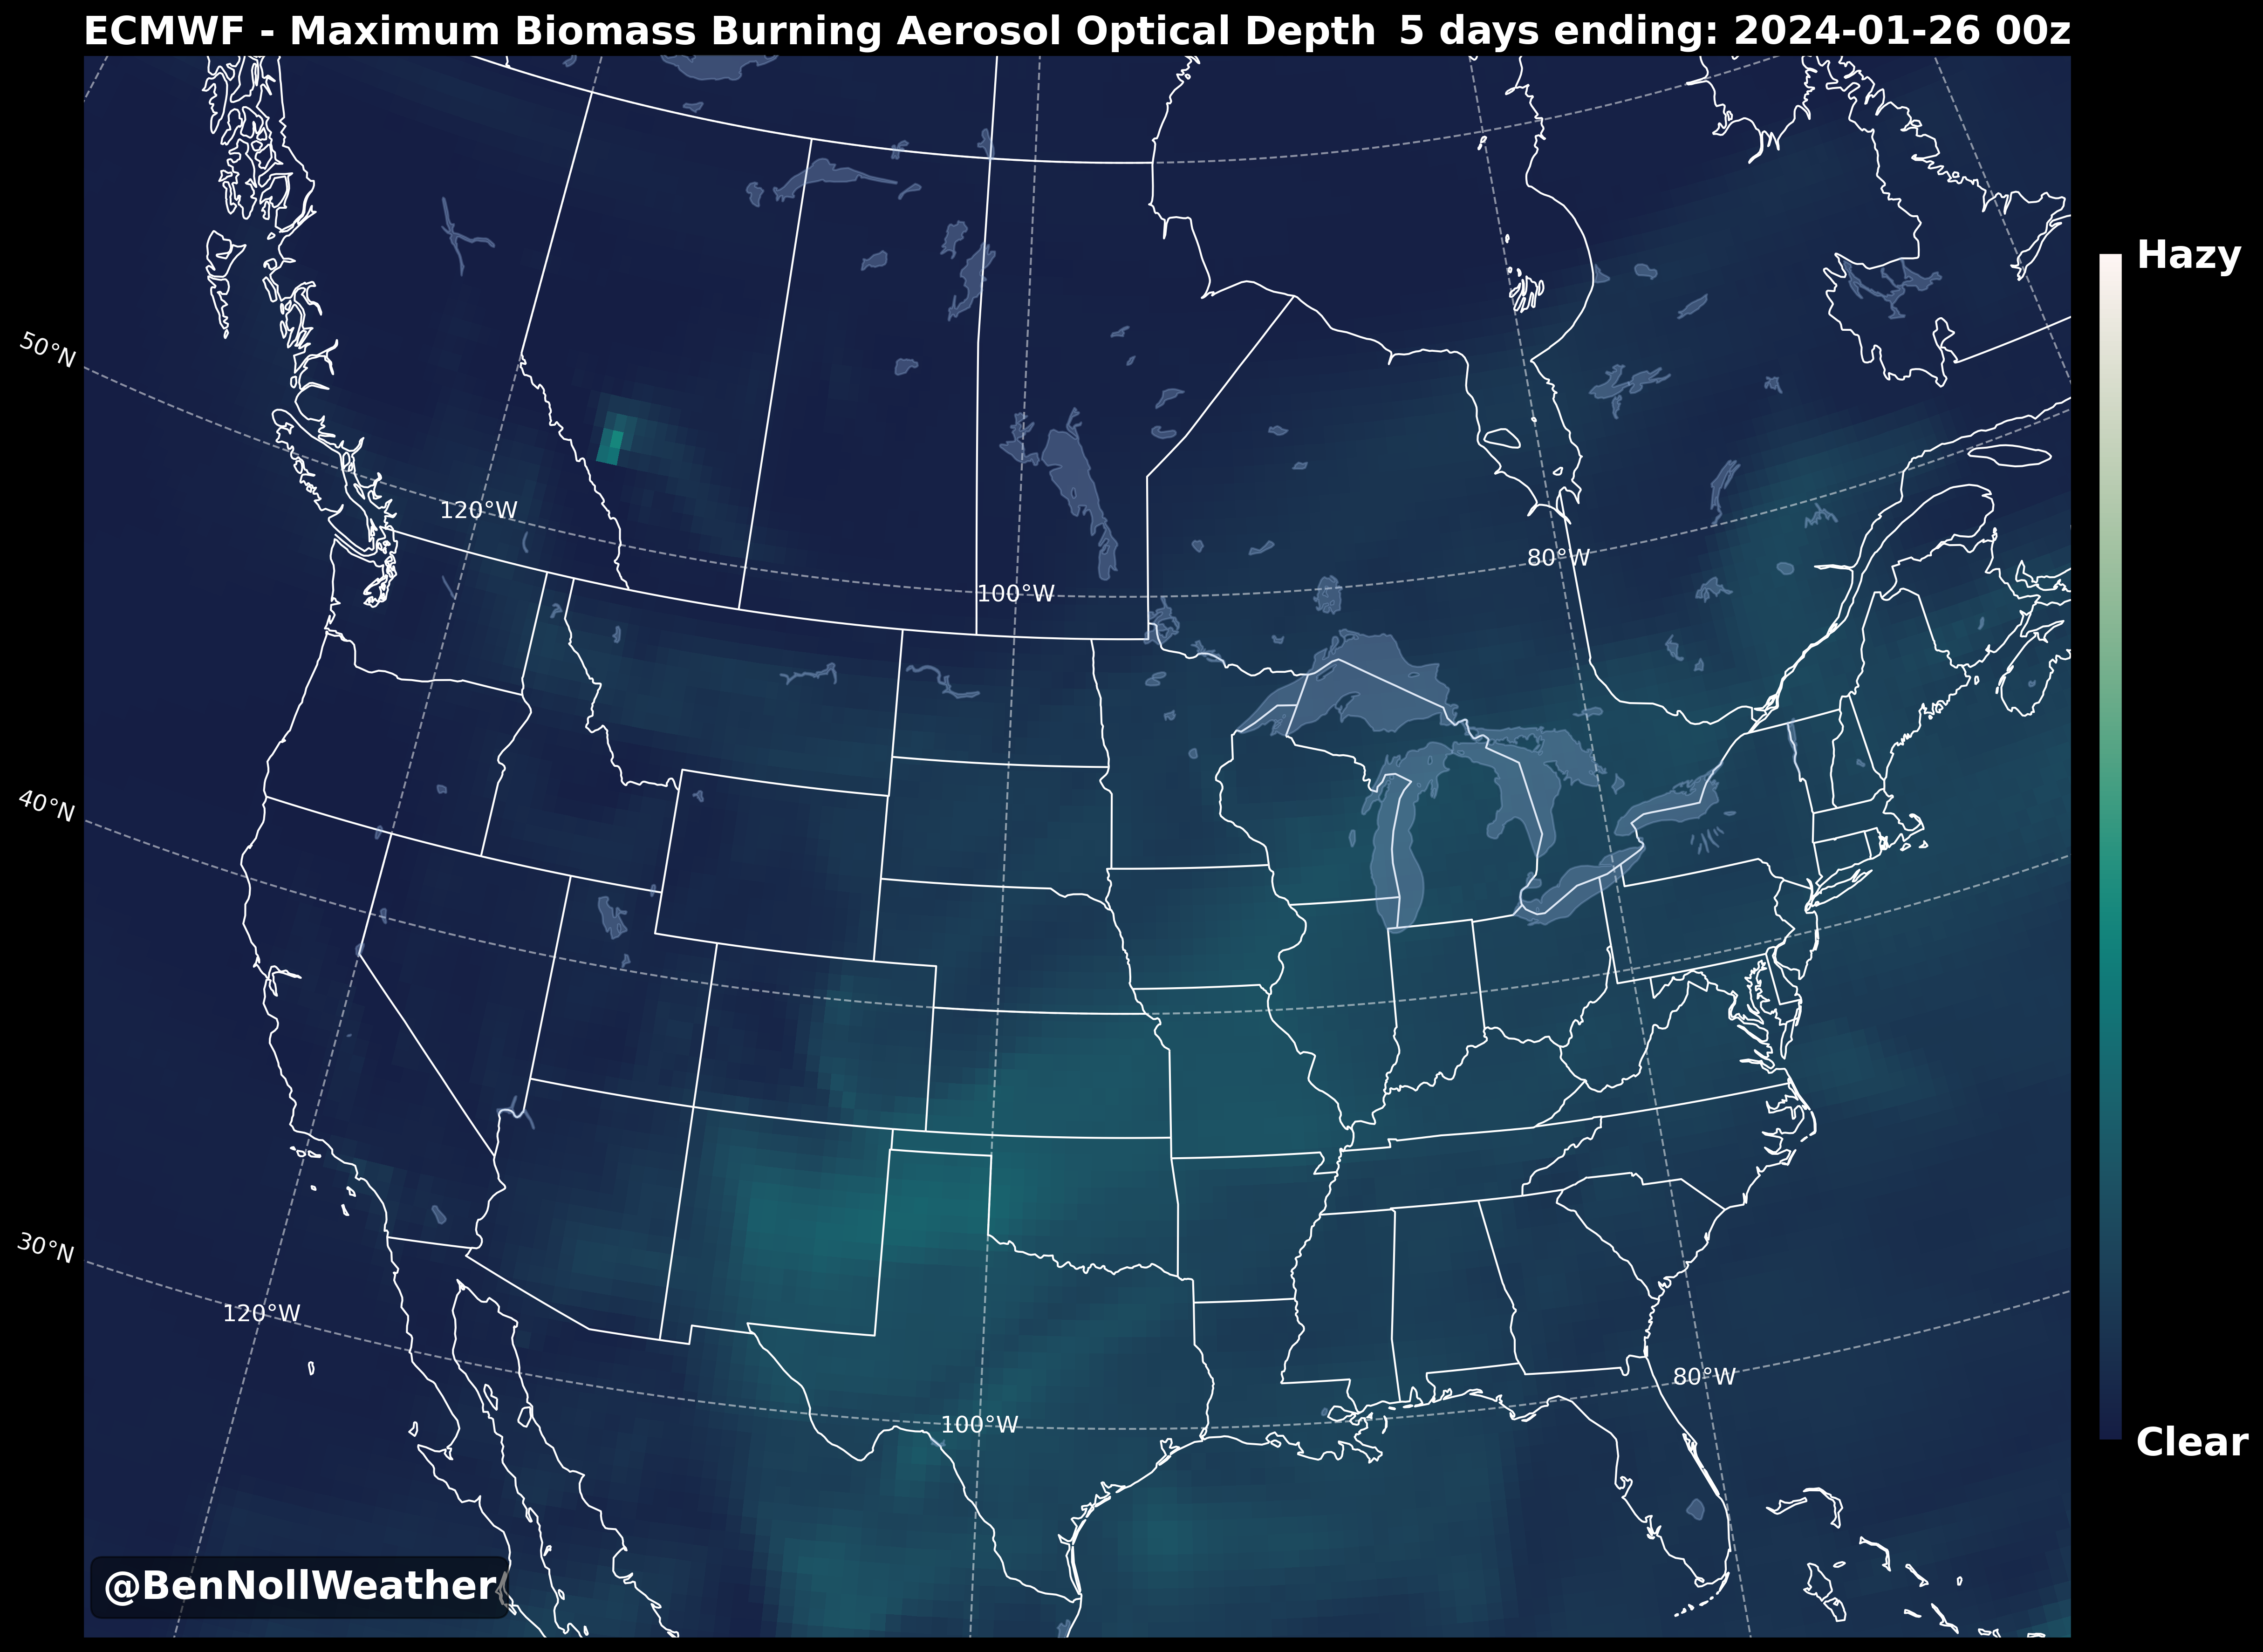 ECMWF - Maximum Biomass Burning Aerosol Optical Depth 5 days ending: 2024-01-26 00z
Hazy
50°N
120°W
80°W
100°W
40°N
30°N
120°W
80°W
100°W
Clear
@BenNollWeather